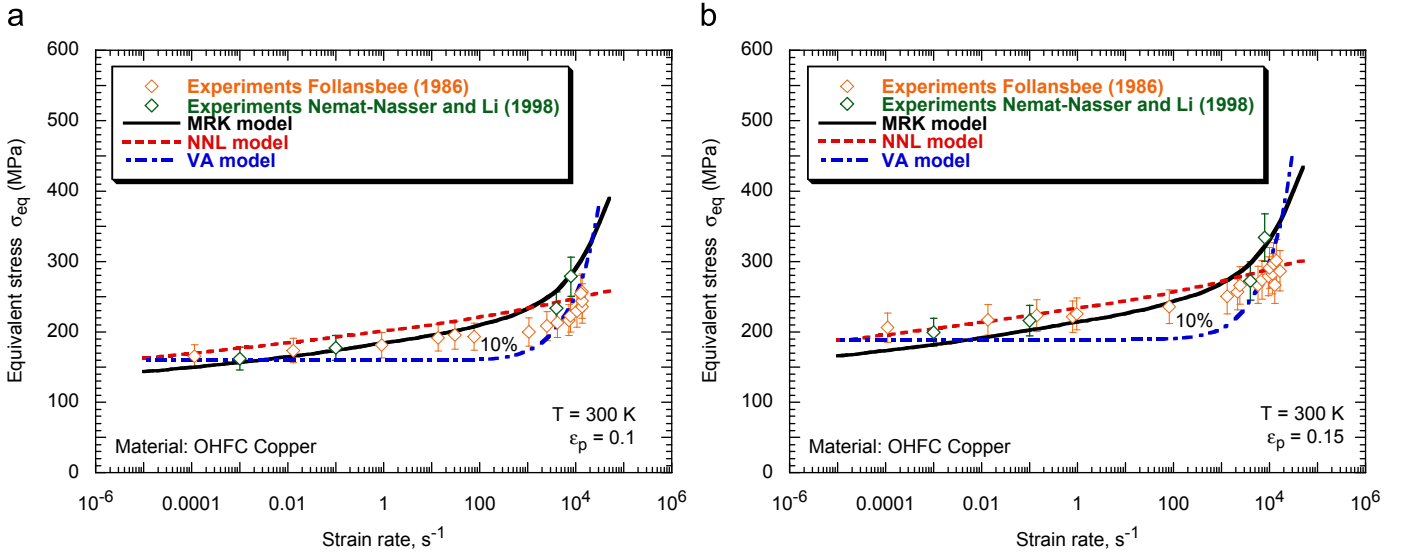 a
600
500
400
300
200
100
0
Equivalent stress σeq (MPa)
Experiments Follansbee (1986)
Experiments Nemat-Nasser and Li (1998)
MRK model
NNL model
VA model
10%
T = 300 K
εp = 0.1
Material: OHFC Copper
10-6 0.0001 0.01 1 100 104 106
Strain rate, s-1
b
600
500
400
300
200
100
0
Equivalent stress σeq (MPa)
Experiments Follansbee (1986)
Experiments Nemat-Nasser and Li (1998)
MRK model
NNL model
VA model
10%
T = 300 K
εp = 0.15
Material: OHFC Copper
10-6 0.0001 0.01 1 100 104 106
Strain rate, s-1